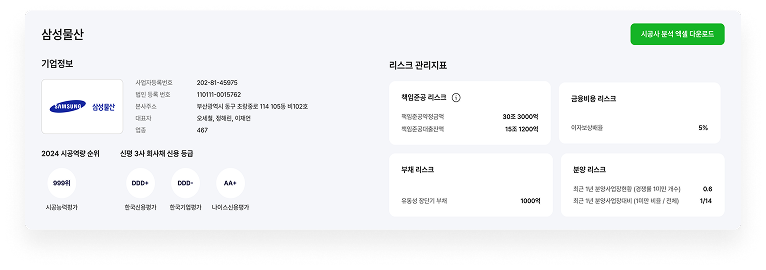 삼성물산
시공사 분석 엑셀 다운로드
기업정보
SAMSUNG 삼성물산
사업자등록번호 202-81-45975
법인 등록 번호 110111-0015762
본사주소 부산광역시 동구 초량중로 114 105동 비102호
대표자 오세철, 정해린, 이재언
업종 467
2024 시공역량 순위
999위
시공능력평가
신평 3사 회사채 신용 등급
DDD+
한국신용평가
DDD-
한국기업평가
AA+
나이스신용평가
리스크 관리지표
책임준공 리스크
책임준공약정금액 30조 3000억
책임준공대출잔액 15조 1200억
금융비용 리스크
이자보상배율 5%
부채 리스크
유동성 장단기 부채 1000억
분양 리스크
최근 1년 분양사업장현황 (경쟁률 1미만 개수) 0.6
최근 1년 분양사업장대비 (1미만 비율 / 전체) 1/14